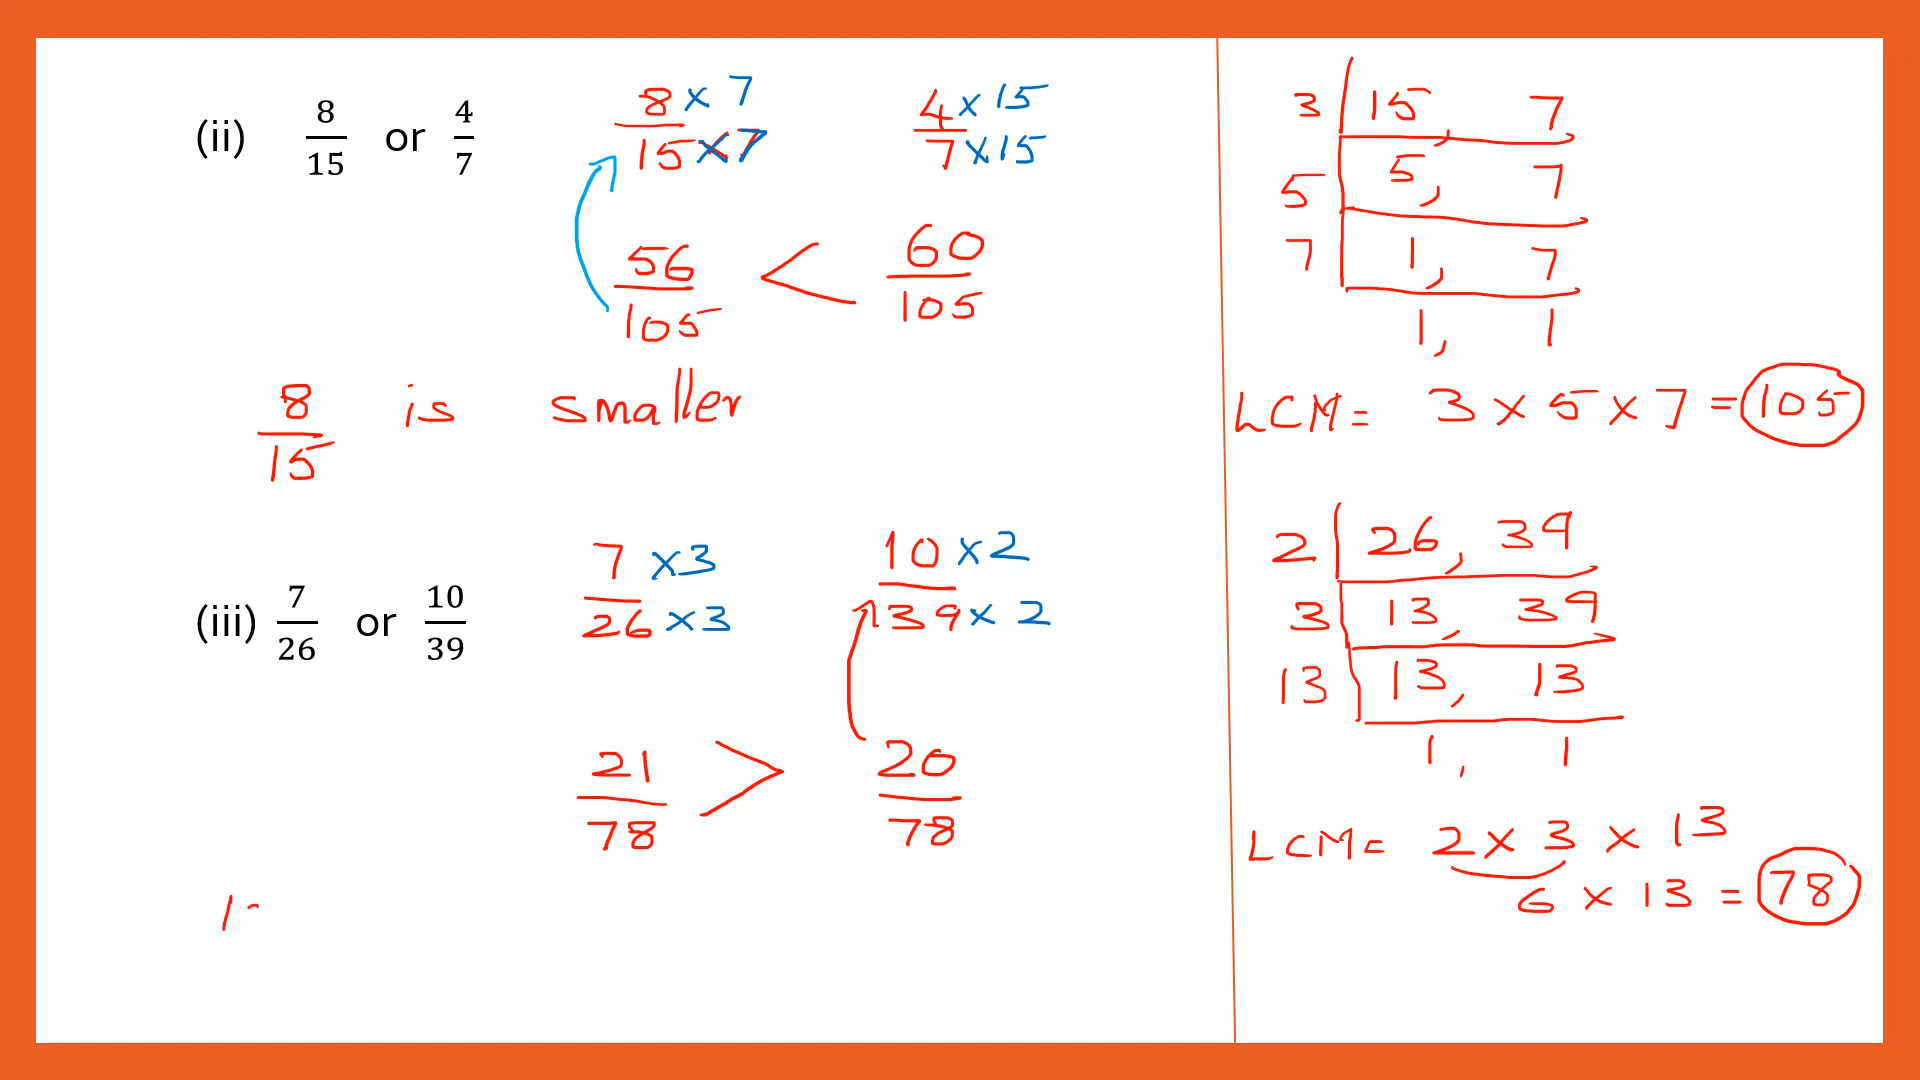 (ii) 8/15 or 4/7
8 × 7 / 15 × 7
4 × 15 / 7 × 15
56/105 < 60/105
8/15 is smaller
(iii) 7/26 or 10/39
7 × 3 / 26 × 3
10 × 2 / 39 × 2
21/78 > 20/78
3 | 15, 7
5 | 5, 7
7 | 1, 7
1, 1
LCM = 3 × 5 × 7 = 105
2 | 26, 39
3 | 13, 39
13 | 13, 13
1, 1
LCM = 2 × 3 × 13
6 × 13 = 78